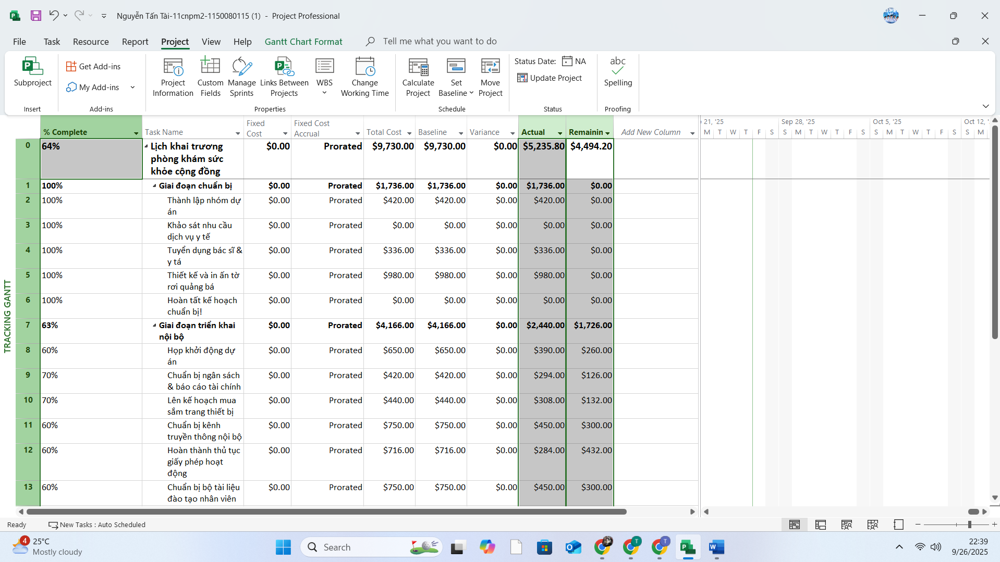 Nguyễn Tấn Tài-11cnpm2-1150080115 (1) - Project Professional
File Task Resource Report Project View Help Gantt Chart Format Tell me what you want to do
Subproject
Get Add-ins
My Add-ins
Project Information
Custom Fields
Manage Sprints
Links Between Projects
WBS
Change Working Time
Calculate Project
Set Baseline
Move Project
Status Date: NA
Update Project
abc
Spelling
Insert Add-ins Properties Schedule Status Proofing
% Complete Task Name Fixed Cost Fixed Cost Accrual Total Cost Baseline Variance Actual Remainin Add New Column
21, '25 Sep 28, '25 Oct 5, '25 Oct 12, '
M T W T F S S M T W T F S S M T W T F S S M
0 64% Lịch khai trương $0.00 Prorated $9,730.00 $9,730.00 $0.00 $5,235.80 $4,494.20
phòng khám sức
khỏe cộng đồng
1 100% Giai đoạn chuẩn bị $0.00 Prorated $1,736.00 $1,736.00 $0.00 $1,736.00 $0.00
2 100% Thành lập nhóm dự $0.00 Prorated $420.00 $420.00 $0.00 $420.00 $0.00
án
3 100% Khảo sát nhu cầu $0.00 Prorated $0.00 $0.00 $0.00 $0.00 $0.00
dịch vụ y tế
4 100% Tuyển dụng bác sĩ & $0.00 Prorated $336.00 $336.00 $0.00 $336.00 $0.00
y tá
5 100% Thiết kế và in ấn tờ $0.00 Prorated $980.00 $980.00 $0.00 $980.00 $0.00
rơi quảng bá
6 100% Hoàn tất kế hoạch $0.00 Prorated $0.00 $0.00 $0.00 $0.00 $0.00
chuẩn bị!
7 63% Giai đoạn triển khai $0.00 Prorated $4,166.00 $4,166.00 $0.00 $2,440.00 $1,726.00
nội bộ
8 60% Họp khởi động dự $0.00 Prorated $650.00 $650.00 $0.00 $390.00 $260.00
án
9 70% Chuẩn bị ngân sách $0.00 Prorated $420.00 $420.00 $0.00 $294.00 $126.00
& báo cáo tài chính
10 70% Lên kế hoạch mua $0.00 Prorated $440.00 $440.00 $0.00 $308.00 $132.00
sắm trang thiết bị
11 60% Chuẩn bị kênh $0.00 Prorated $750.00 $750.00 $0.00 $450.00 $300.00
truyền thông nội bộ
12 60% Hoàn thành thủ tục $0.00 Prorated $716.00 $716.00 $0.00 $284.00 $432.00
giấy phép hoạt
động
13 60% Chuẩn bị bộ tài liệu $0.00 Prorated $750.00 $750.00 $0.00 $450.00 $300.00
đào tạo nhân viên
TRACKING GANTT
Ready New Tasks : Auto Scheduled
4
25°C
Mostly cloudy
Search
22:39
9/26/2025